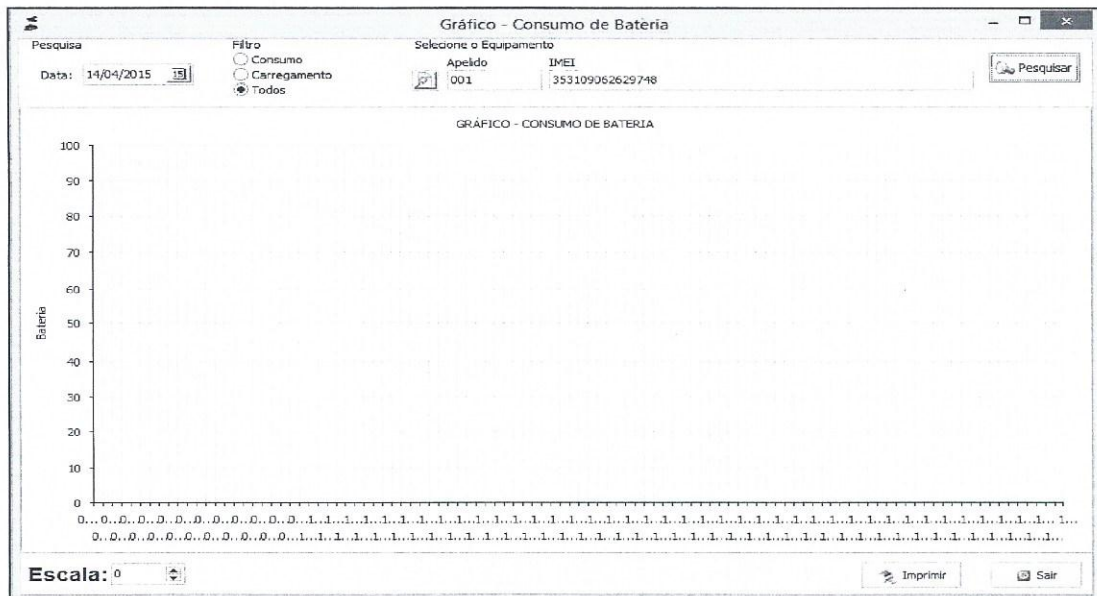 Gráfico - Consumo de Bateria
Pesquisa
Data: 14/04/2015 15
Filtro
Consumo
Carregamento
Todos
Selecione o Equipamento
Apelido IMEI
001 353109062629748
Pesquisar
GRÁFICO - CONSUMO DE BATERIA
Bateria
100
90
80
70
60
50
40
30
20
10
0
Escala: 0
Imprimir
Sair